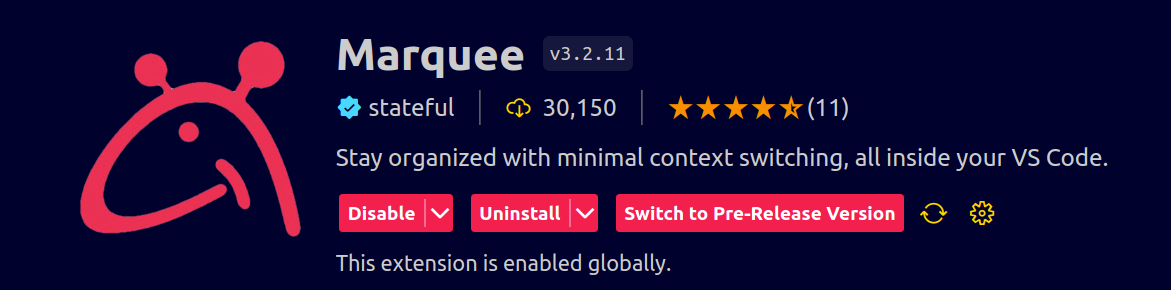 Marquee v3.2.11
stateful 30,150 (11)
Stay organized with minimal context switching, all inside your VS Code.
Disable Uninstall Switch to Pre-Release Version
This extension is enabled globally.